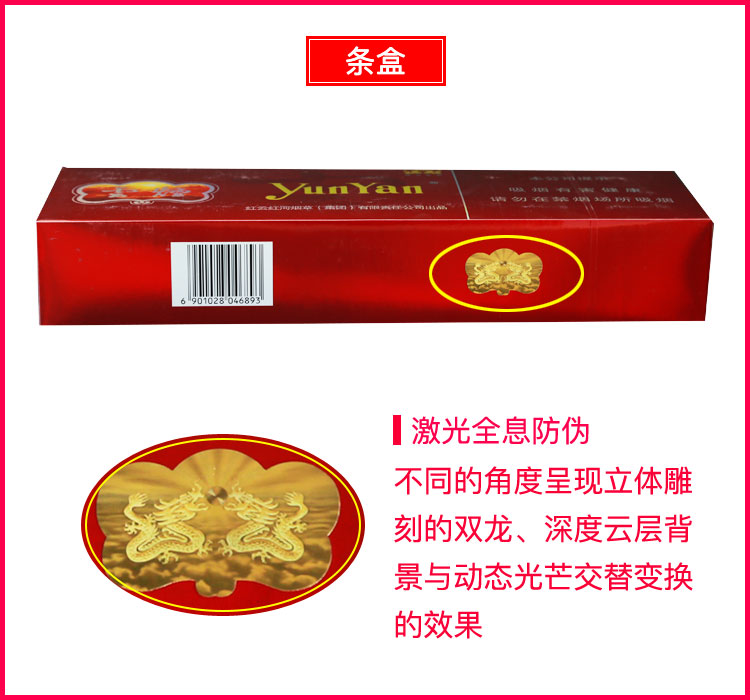 条盒
YunYan
红云红河烟草（集团）有限责任公司出品
吸烟有害健康
请勿在禁烟场所吸烟
6 901028 046893
激光全息防伪
不同的角度呈现立体雕
刻的双龙、深度云层背
景与动态光芒交替变换
的效果